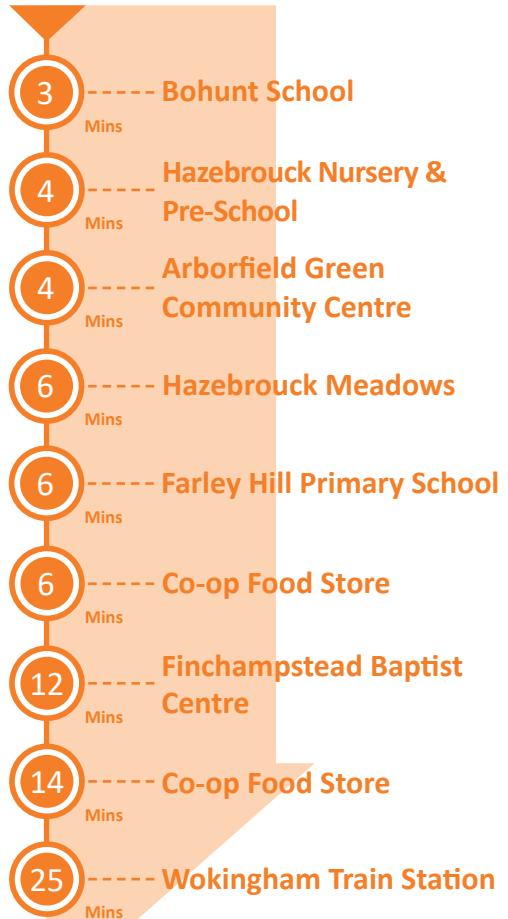 3
Mins
Bohunt School
4
Mins
Hazebrouck Nursery &
Pre-School
4
Mins
Arborfield Green
Community Centre
6
Mins
Hazebrouck Meadows
6
Mins
Farley Hill Primary School
6
Mins
Co-op Food Store
12
Mins
Finchampstead Baptist
Centre
14
Mins
Co-op Food Store
25
Mins
Wokingham Train Station